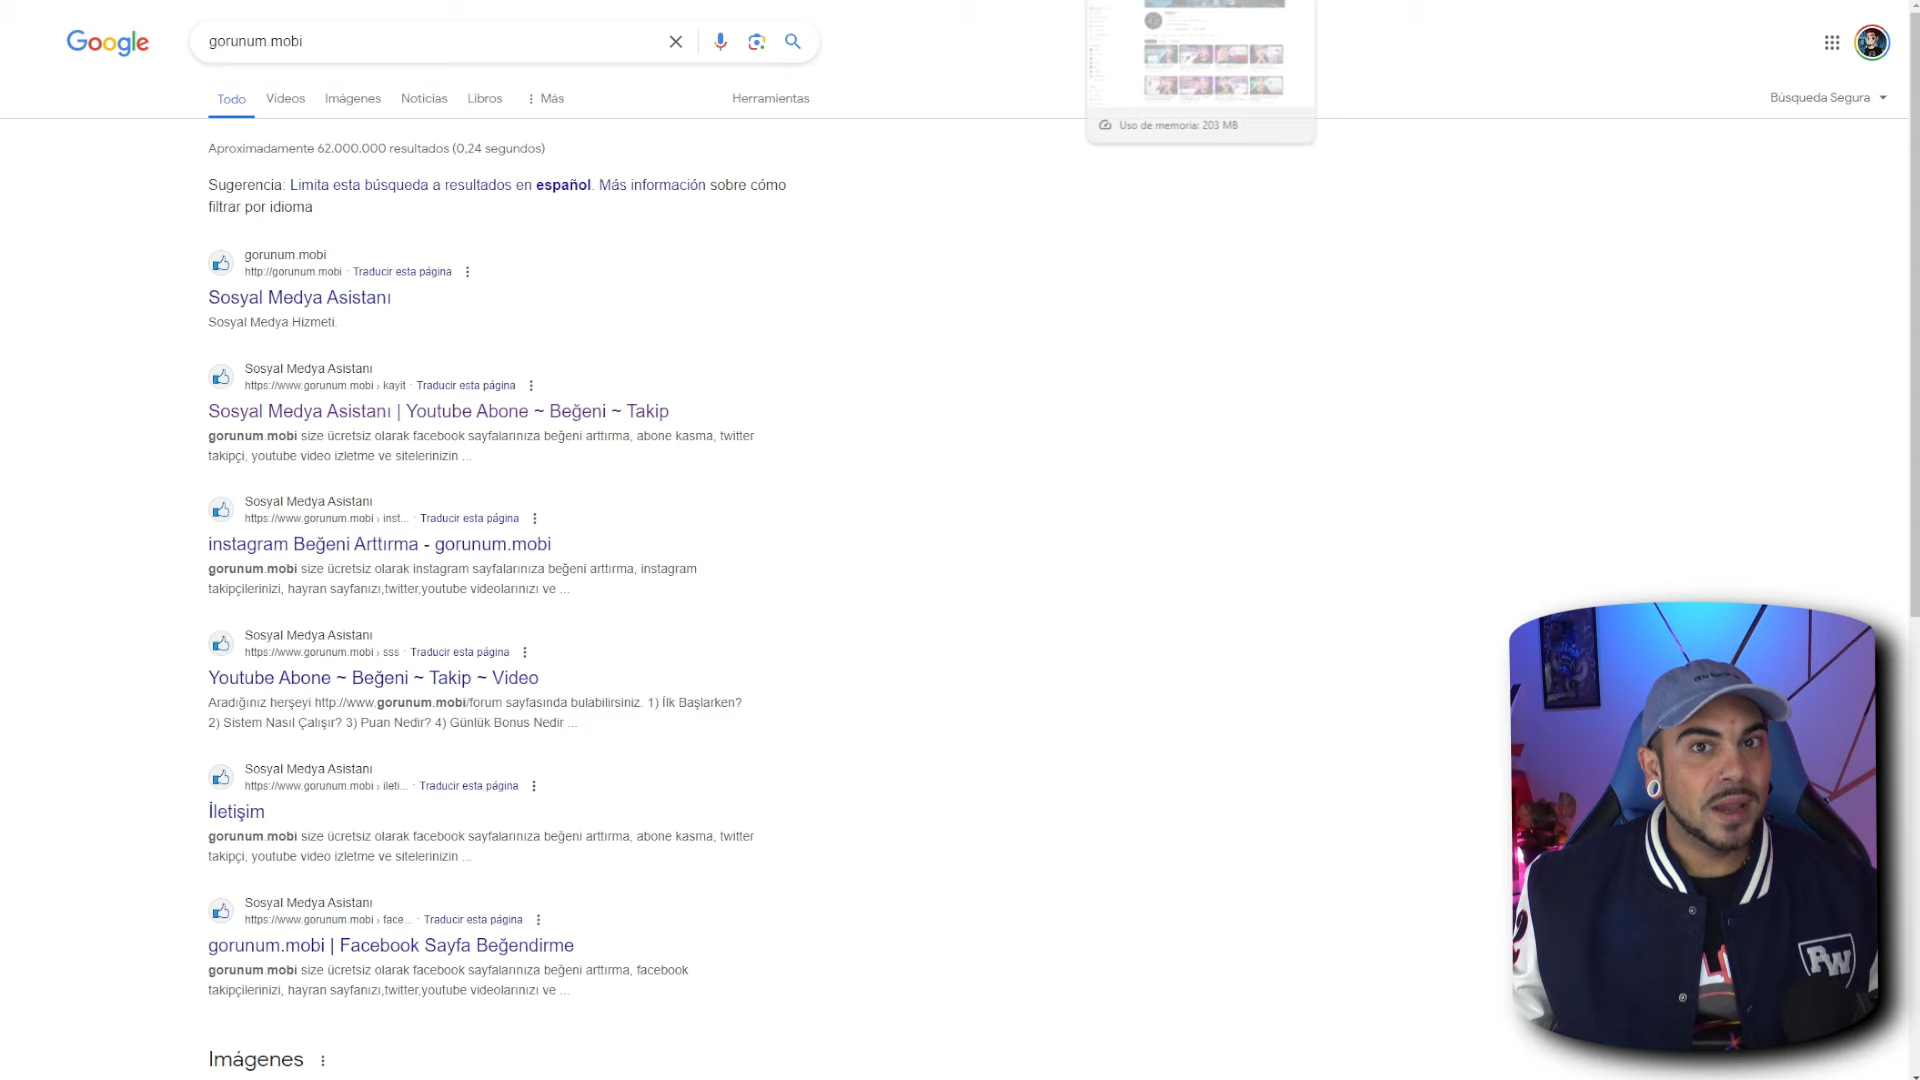 Google
gorunum.mobi
Todo
Videos
Imágenes
Noticias
Libros
Más
Herramientas
Búsqueda Segura
Uso de memoria: 203 MB
Aproximadamente 62.000.000 resultados (0,24 segundos)
Sugerencia: Limita esta búsqueda a resultados en español. Más información sobre cómo
filtrar por idioma
gorunum.mobi
http://gorunum.mobi · Traducir esta página
Sosyal Medya Asistanı
Sosyal Medya Hizmeti.
Sosyal Medya Asistanı
https://www.gorunum.mobi › kayit · Traducir esta página
Sosyal Medya Asistanı | Youtube Abone ~ Beğeni ~ Takip
gorunum.mobi size ücretsiz olarak facebook sayfalarınıza beğeni arttırma, abone kasma, twitter
takipçi, youtube video izletme ve sitelerinizin ...
Sosyal Medya Asistanı
https://www.gorunum.mobi › inst... · Traducir esta página
instagram Beğeni Arttırma - gorunum.mobi
gorunum.mobi size ücretsiz olarak instagram sayfalarınıza beğeni arttırma, instagram
takipçilerinizi, hayran sayfanızı,twitter,youtube videolarınızı ve ...
Sosyal Medya Asistanı
https://www.gorunum.mobi › sss · Traducir esta página
Youtube Abone ~ Beğeni ~ Takip ~ Video
Aradığınız herşeyi http://www.gorunum.mobi/forum sayfasında bulabilirsiniz. 1) İlk Başlarken?
2) Sistem Nasıl Çalışır? 3) Puan Nedir? 4) Günlük Bonus Nedir ...
Sosyal Medya Asistanı
https://www.gorunum.mobi › ileti... · Traducir esta página
İletişim
gorunum.mobi size ücretsiz olarak facebook sayfalarınıza beğeni arttırma, abone kasma, twitter
takipçi, youtube video izletme ve sitelerinizin ...
Sosyal Medya Asistanı
https://www.gorunum.mobi › face... · Traducir esta página
gorunum.mobi | Facebook Sayfa Beğendirme
gorunum.mobi size ücretsiz olarak facebook sayfalarınıza beğeni arttırma, facebook
takipçilerinizi, hayran sayfanızı,twitter,youtube videolarınızı ve ...
Imágenes
PW